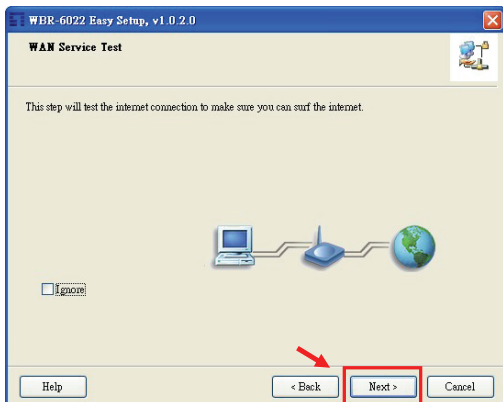 WBR-6022 Easy Setup, v1.0.2.0
WAN Service Test
This step will test the internet connection to make sure you can surf the internet.
Ignore
Help
< Back
Next >
Cancel